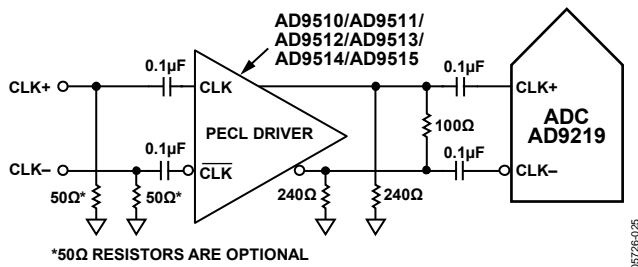 AD9510/AD9511/
AD9512/AD9513/
AD9514/AD9515
0.1µF
0.1µF
CLK+
CLK
CLK+
ADC
AD9219
PECL DRIVER
100Ω
0.1µF
0.1µF
CLK–
CLK
CLK–
50Ω*
50Ω*
240Ω
240Ω
*50Ω RESISTORS ARE OPTIONAL
05726-025